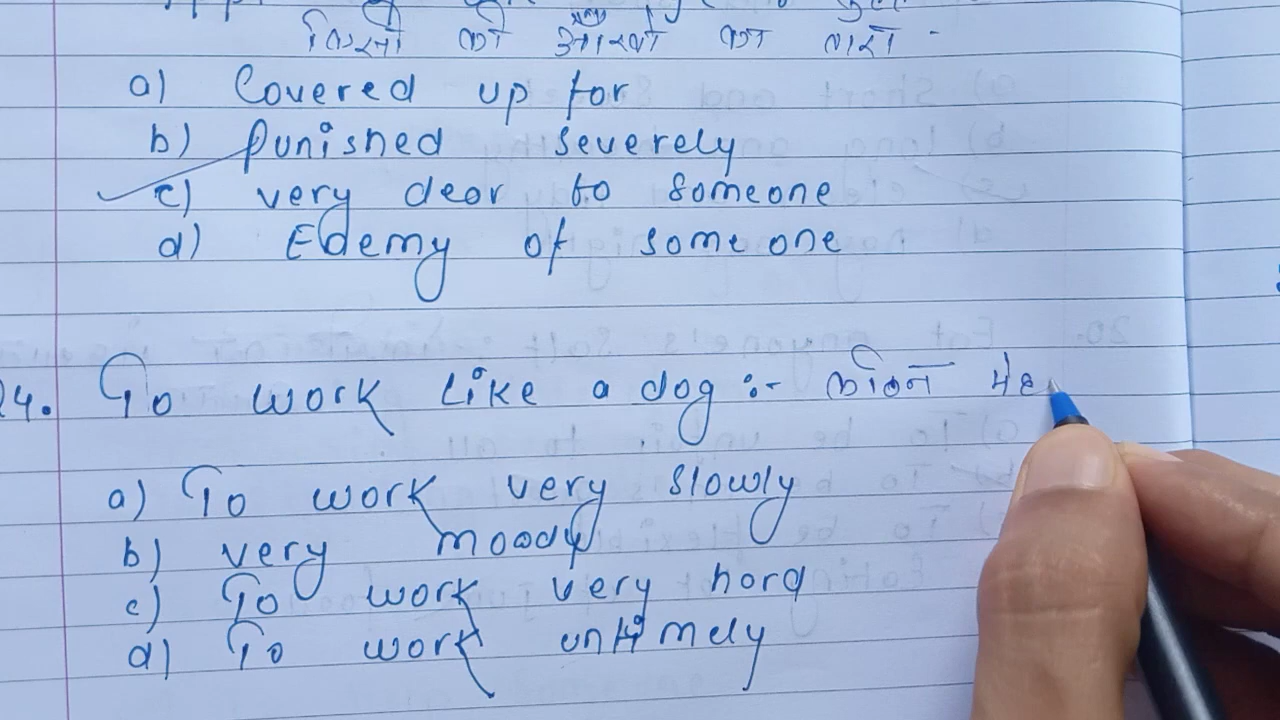 किसी की आँखों का तारा -
a) Covered up for
b) punished severely
c) very dear to someone
d) Edemy of someone
24. To work like a dog :- कठिन मेह
a) To work very slowly
b) very moody
c) To work very hard
d) To work untimely